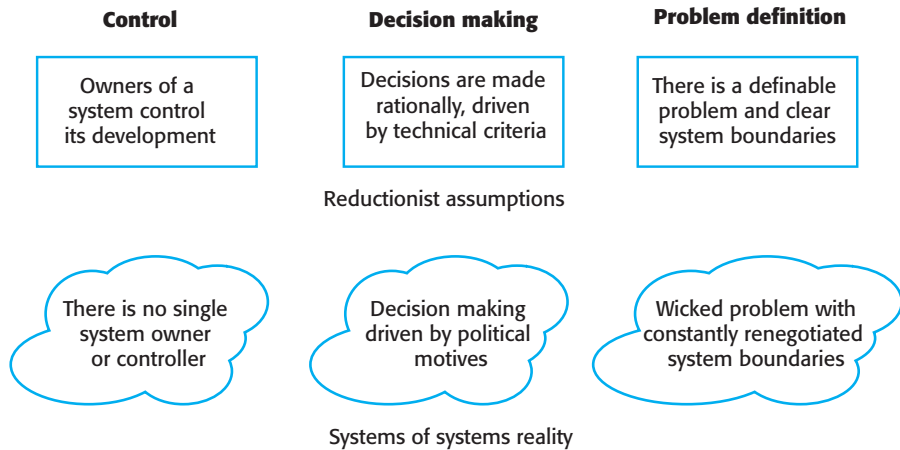 Control
Decision making
Problem definition
Owners of a
system control
its development
Decisions are made
rationally, driven
by technical criteria
There is a definable
problem and clear
system boundaries
Reductionist assumptions
There is no single
system owner
or controller
Decision making
driven by political
motives
Wicked problem with
constantly renegotiated
system boundaries
Systems of systems reality